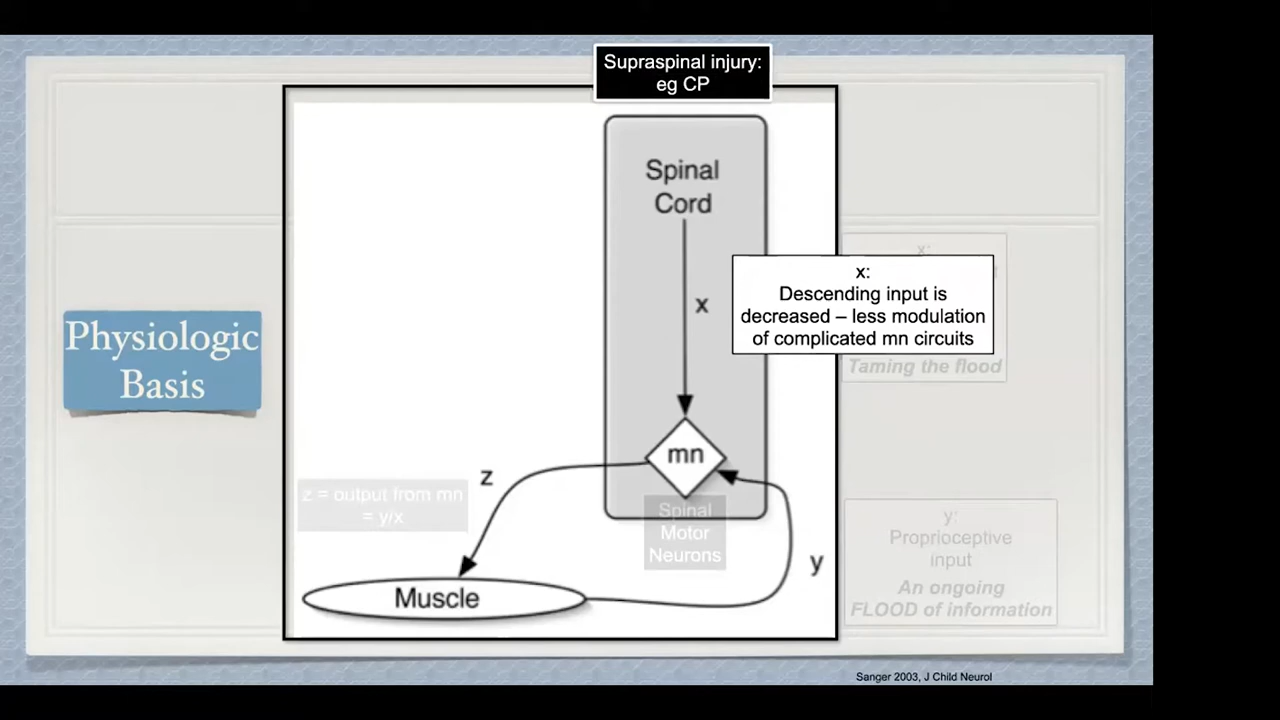 Supraspinal injury:
eg CP
Spinal
Cord
x:
x
x:
Descending input is
decreased – less modulation
of complicated mn circuits
Taming the flood
Physiologic
Basis
mn
z
z = output from mn
= y/x
Spinal
Motor
Neurons
y:
Proprioceptive
input
An ongoing
FLOOD of information
y
Muscle
Sanger 2003, J Child Neurol